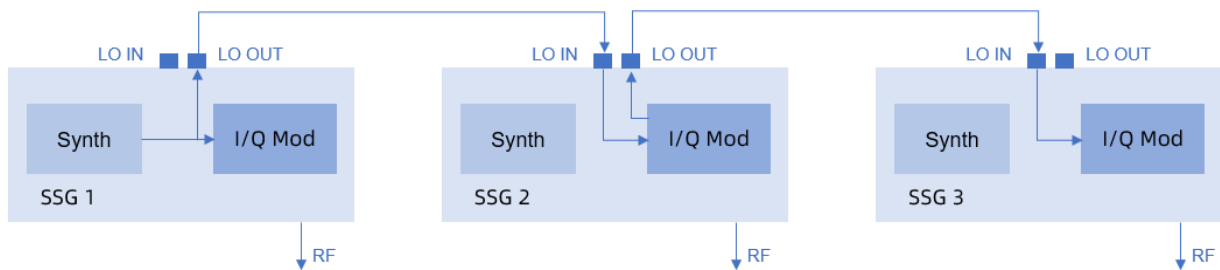 LO IN LO OUT LO IN LO OUT LO IN LO OUT
Synth I/Q Mod Synth I/Q Mod Synth I/Q Mod
SSG 1 SSG 2 SSG 3
RF RF RF